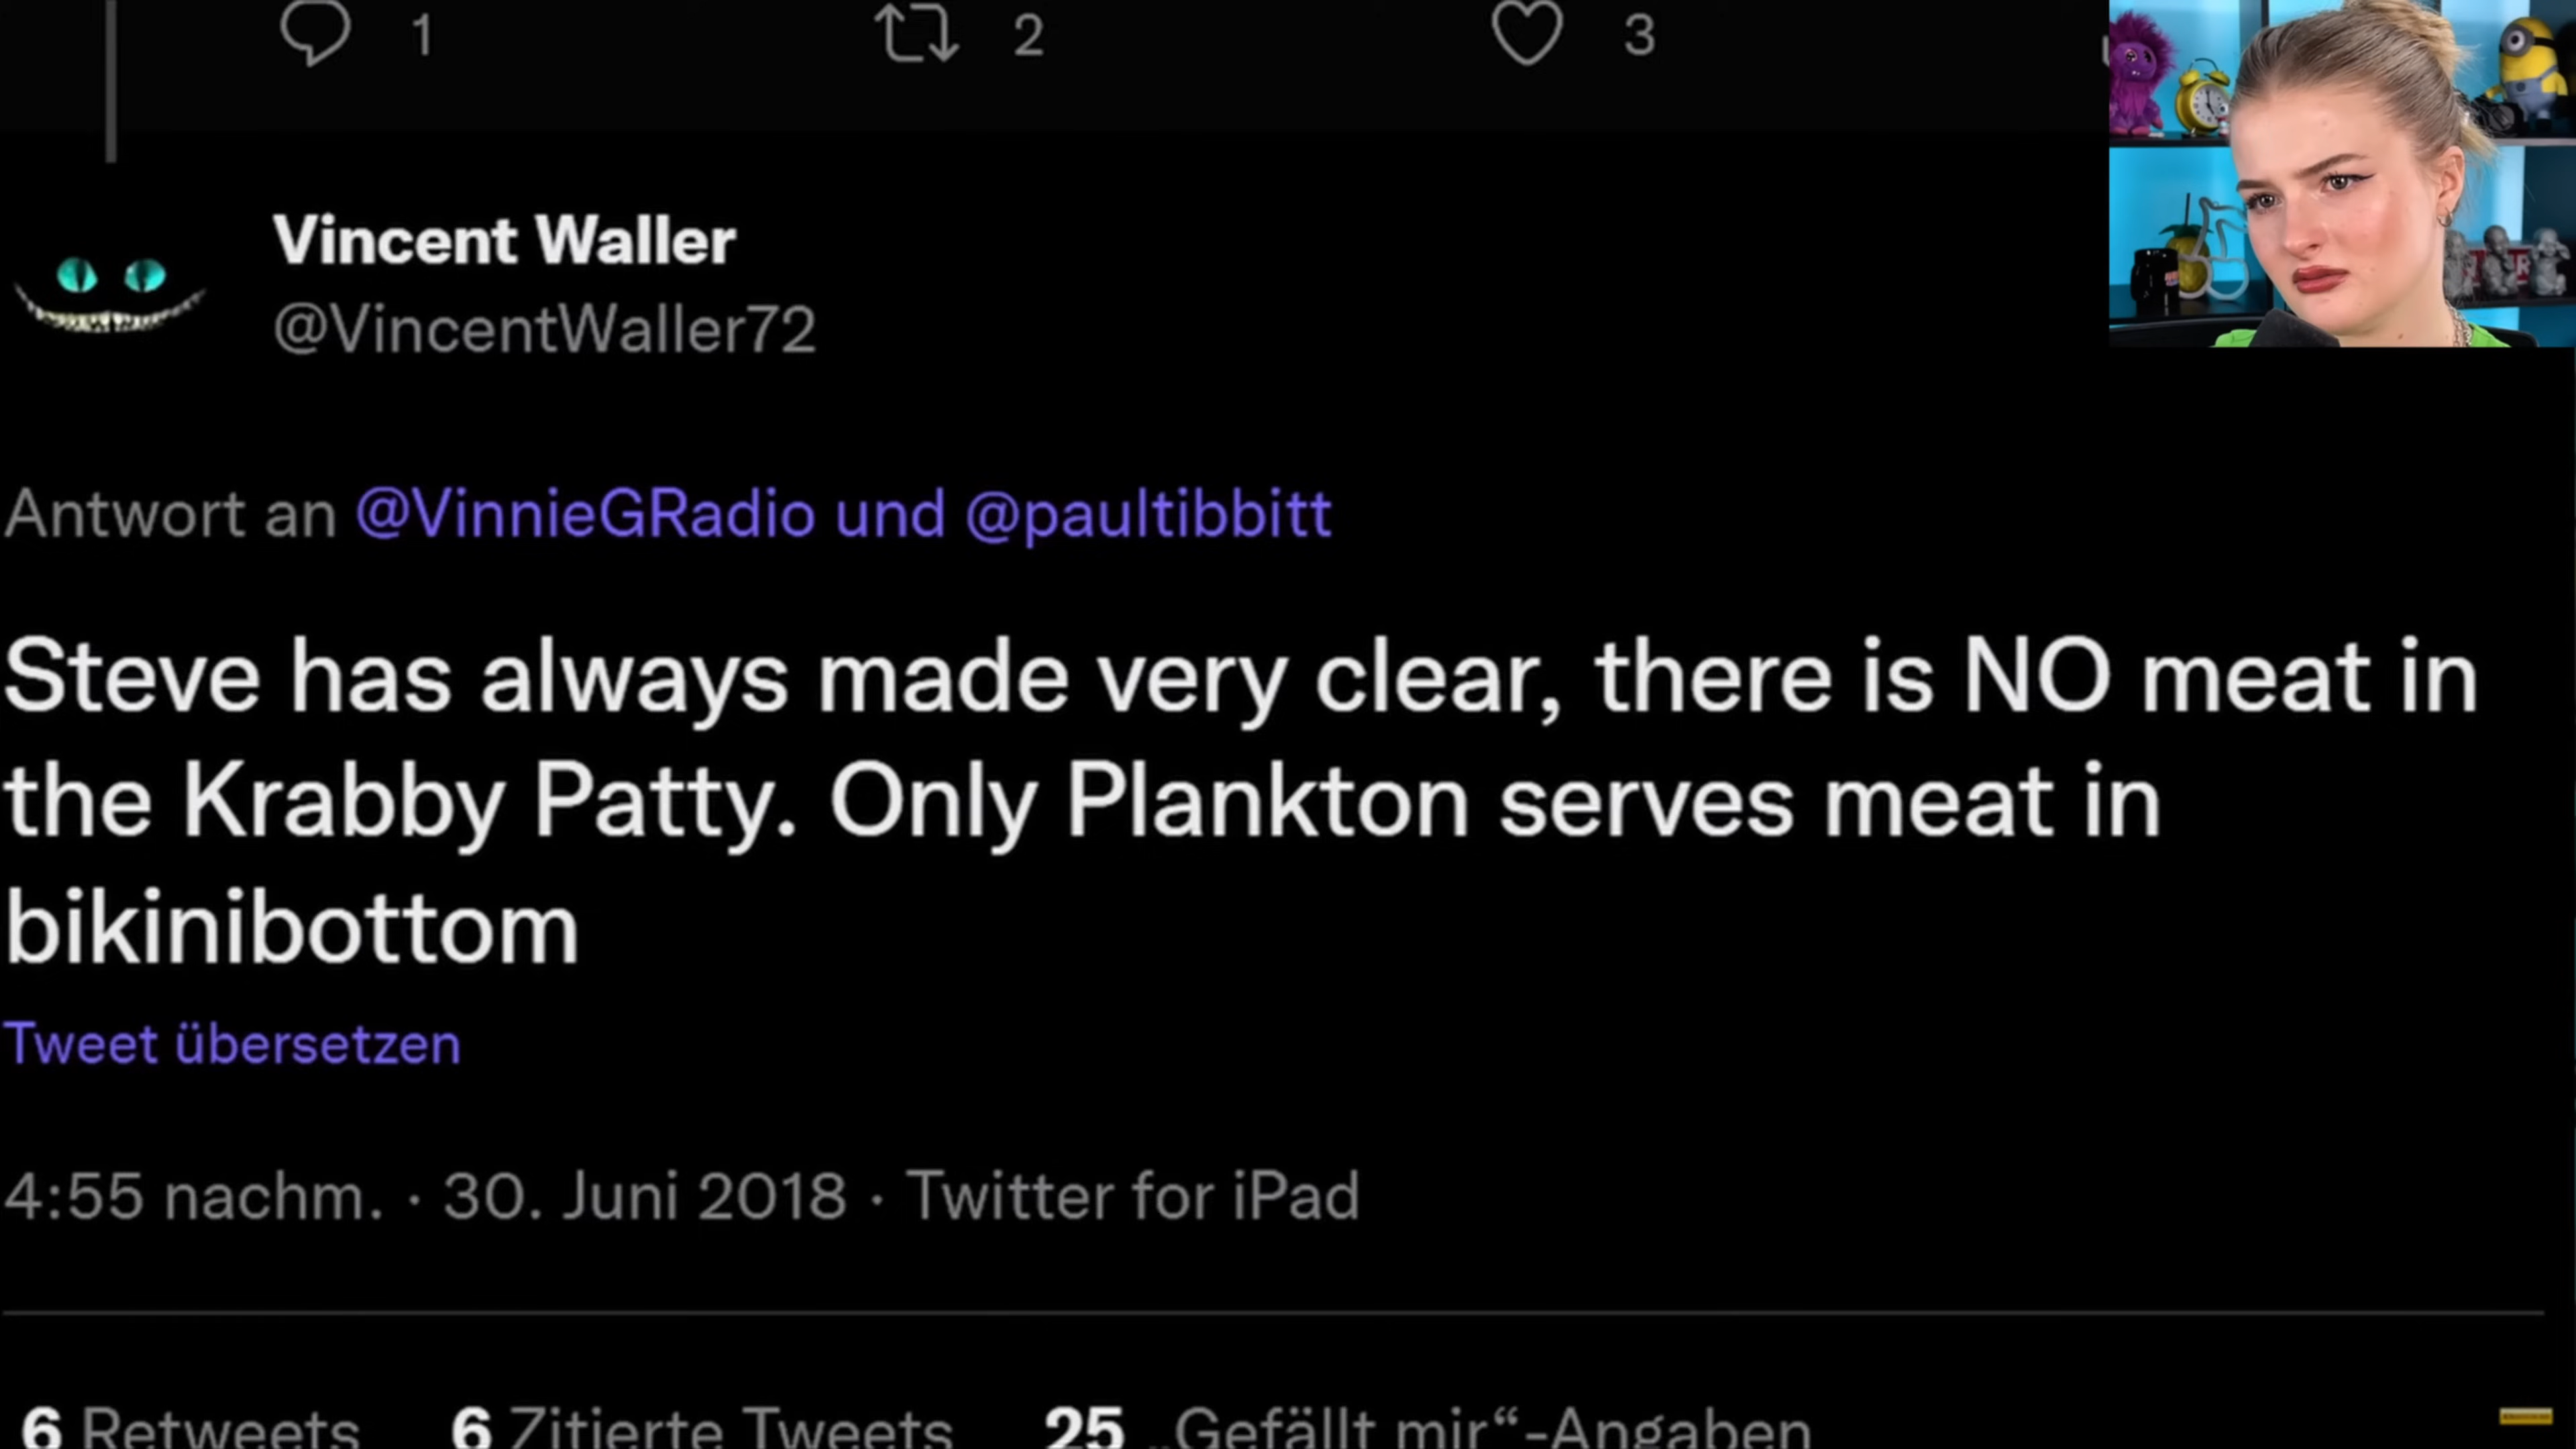 1 2 3
Vincent Waller
@VincentWaller72
Antwort an @VinnieGRadio und @paultibbitt
Steve has always made very clear, there is NO meat in
the Krabby Patty. Only Plankton serves meat in
bikinibottom
Tweet übersetzen
4:55 nachm. · 30. Juni 2018 · Twitter for iPad
6 Retweets 6 Zitierte Tweets 25 „Gefällt mir“-Angaben